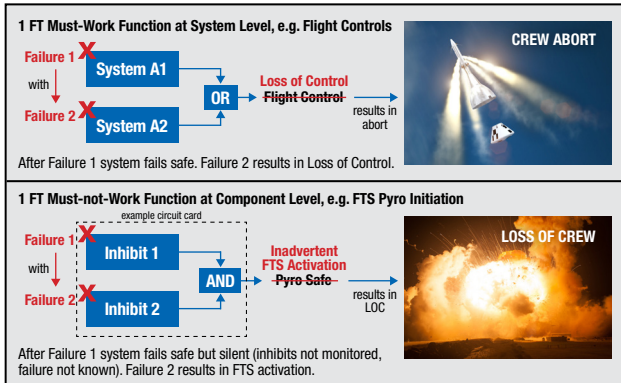 1 FT Must-Work Function at System Level, e.g. Flight Controls
Failure 1
X
System A1
with
Failure 2
X
System A2
OR
Loss of Control
Flight Control
results in
abort
CREW ABORT
After Failure 1 system fails safe. Failure 2 results in Loss of Control.
1 FT Must-not-Work Function at Component Level, e.g. FTS Pyro Initiation
example circuit card
Failure 1
X
Inhibit 1
with
Failure 2
X
Inhibit 2
AND
Inadvertent
FTS Activation
Pyro Safe
results in
LOC
LOSS OF CREW
After Failure 1 system fails safe but silent (inhibits not monitored,
failure not known). Failure 2 results in FTS activation.